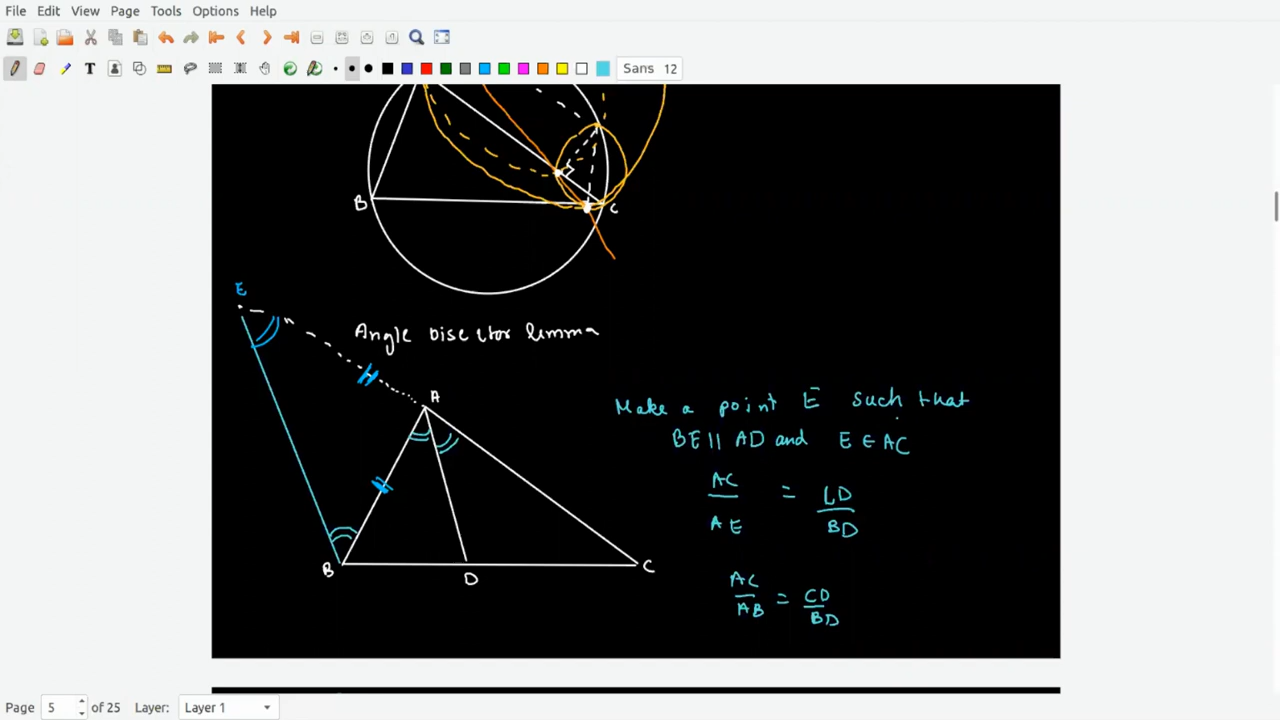 File Edit View Page Tools Options Help
Sans 12
B
C
E
Angle bisector lemma
A
Make a point E such that
BE || AD and E ∈ AC
AC
AE
=
CD
BD
AC
AB
=
CD
BD
B
D
C
Page 5 of 25 Layer: Layer 1